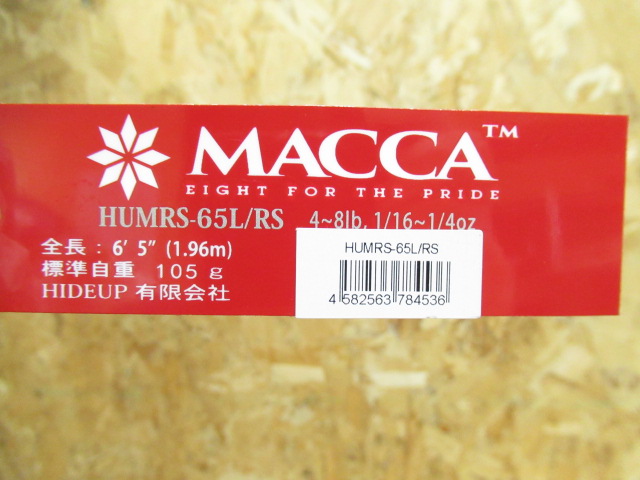 MACCA™
EIGHT FOR THE PRIDE
HUMRS-65L/RS 4~8lb, 1/16~1/4oz
全長：6' 5" (1.96m)
標準自重 105ｇ
HIDEUP 有限会社
HUMRS-65L/RS
4 582563 784536